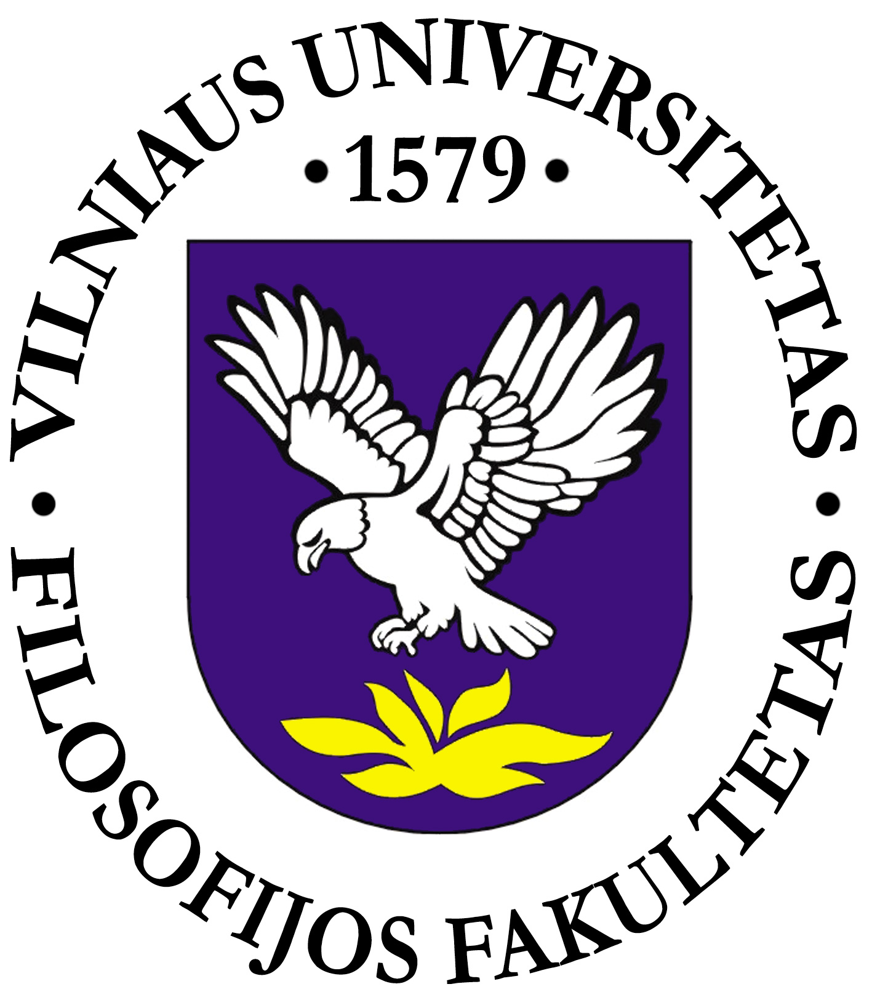 VILNIAUS UNIVERSITETAS
• 1579 •
• FILOSOFIJOS FAKULTETAS •